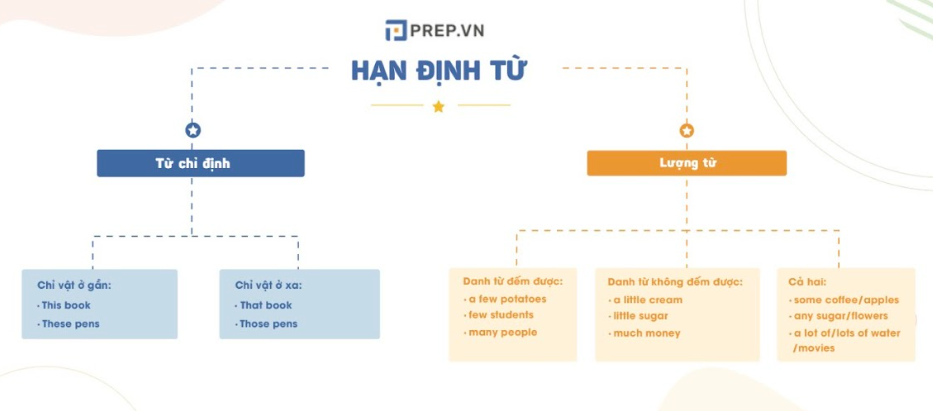 PREP.VN
HẠN ĐỊNH TỪ
Từ chỉ định
Lượng từ
Chỉ vật ở gần:
· This book
· These pens
Chỉ vật ở xa:
· That book
· Those pens
Danh từ đếm được:
· a few potatoes
· few students
· many people
Danh từ không đếm được:
· a little cream
· little sugar
· much money
Cả hai:
· some coffee/apples
· any sugar/flowers
· a lot of/lots of water
/movies